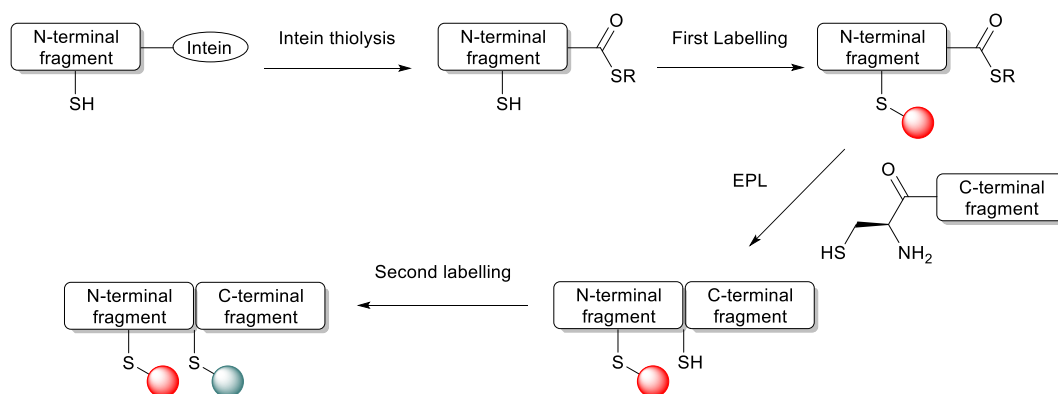 N-terminal
fragment
Intein
SH
Intein thiolysis
N-terminal
fragment
O
SR
SH
First Labelling
N-terminal
fragment
O
SR
S
EPL
O
C-terminal
fragment
HS
NH2
Second labelling
N-terminal
fragment
C-terminal
fragment
S
S
N-terminal
fragment
C-terminal
fragment
S
SH